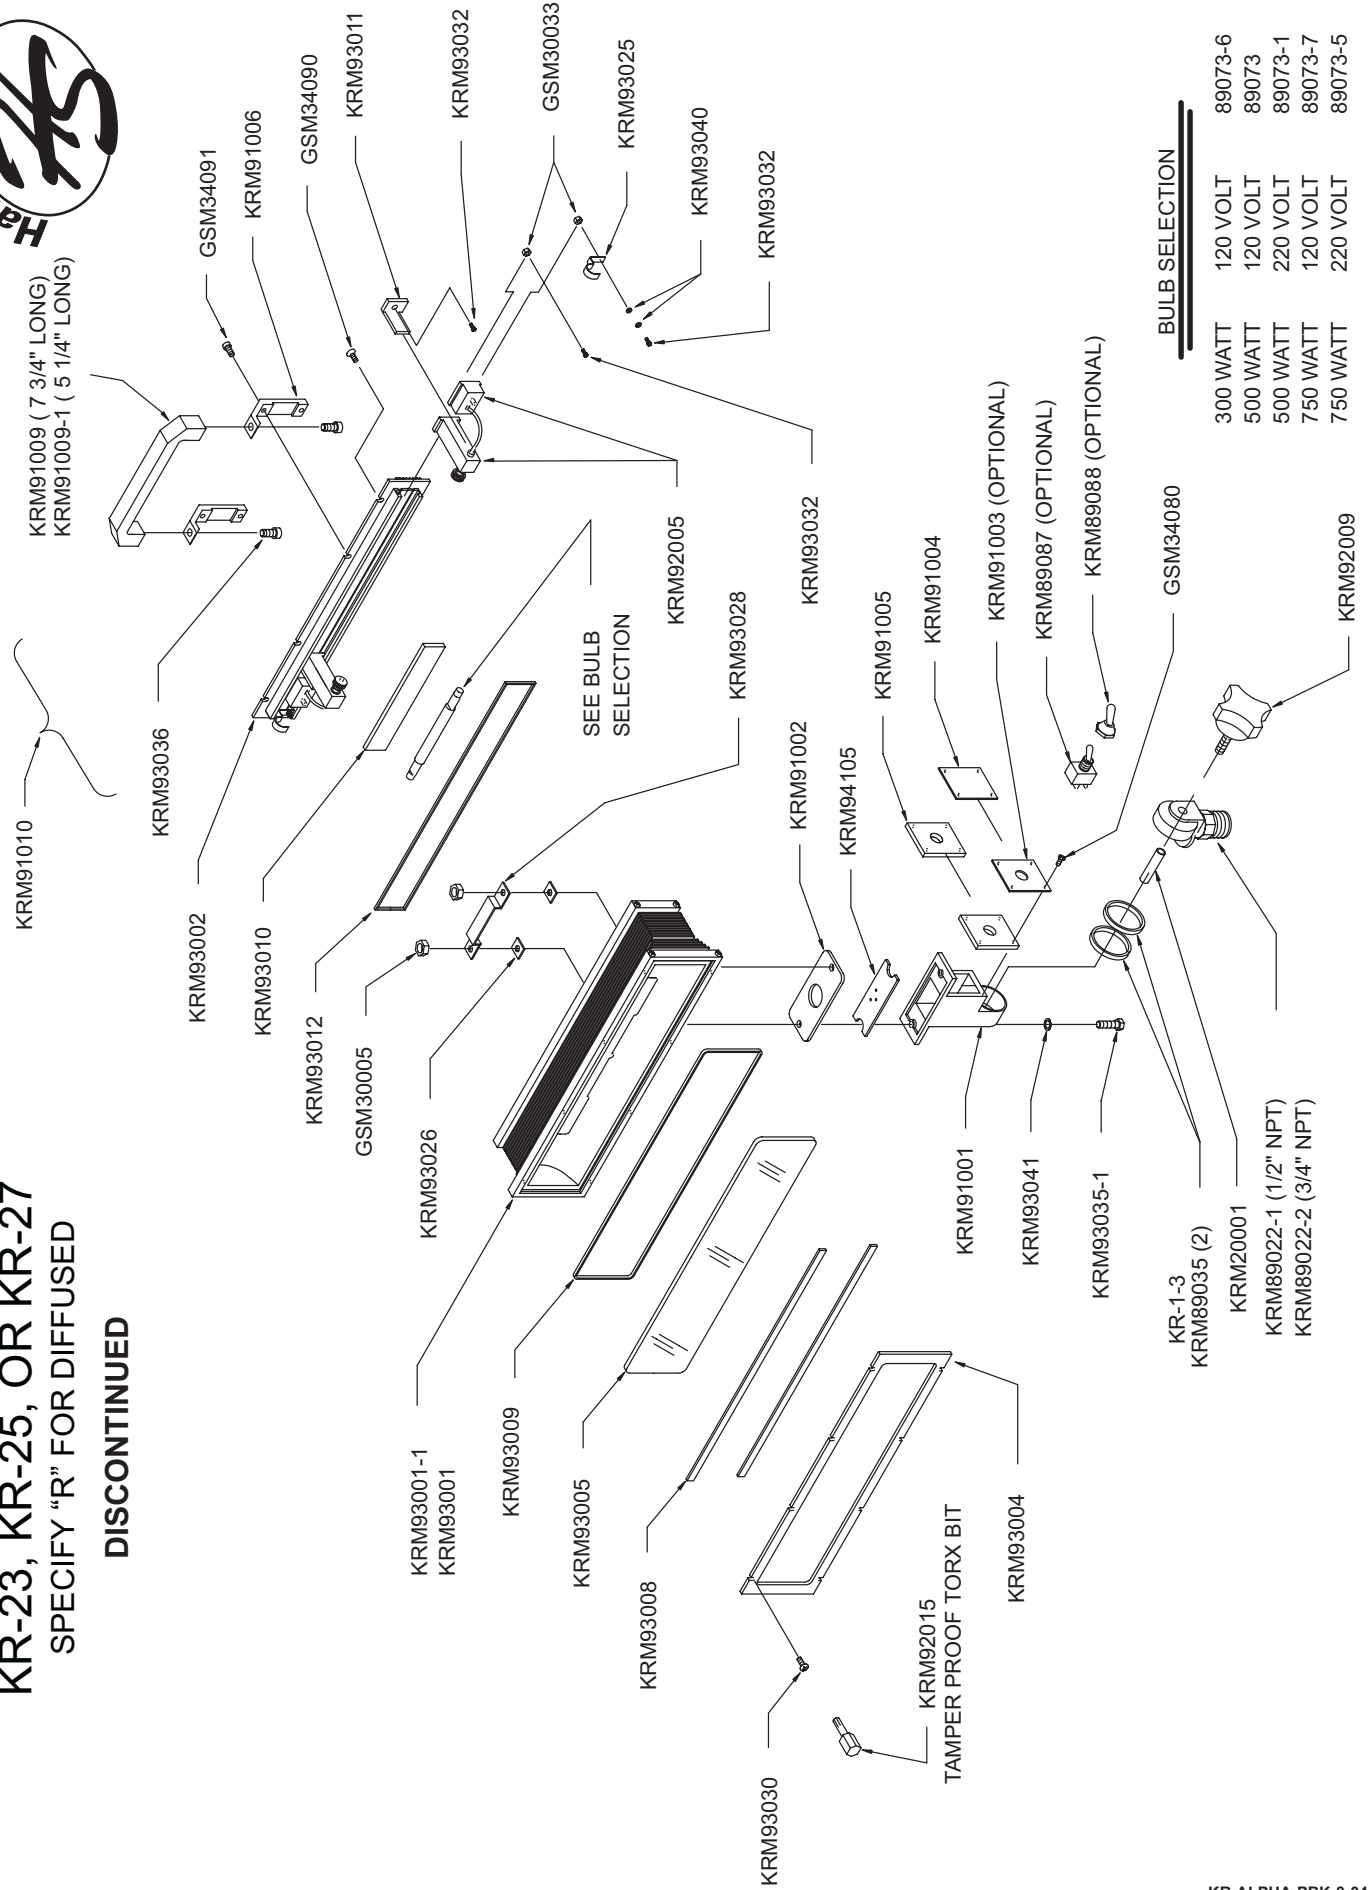 KR-23, KR-25, OR KR-27
SPECIFY “R” FOR DIFFUSED
DISCONTINUED
KRM91010
KRM91009 ( 7 3/4" LONG)
KRM91009-1 ( 5 1/4" LONG)
GSM34091
KRM91006
GSM34090
KRM93011
KRM93032
GSM30033
KRM93025
KRM93040
KRM93032
KRM93036
KRM93002
KRM93010
KRM93012
GSM30005
KRM93026
SEE BULB
SELECTION
KRM92005
KRM93028
KRM93032
KRM91002
KRM94105
KRM91005
KRM91004
KRM91003 (OPTIONAL)
KRM89087 (OPTIONAL)
KRM89088 (OPTIONAL)
GSM34080
KRM92009
KRM93001-1
KRM93001
KRM93009
KRM93005
KRM93008
KRM93030
KRM92015
TAMPER PROOF TORX BIT
KRM93004
KRM91001
KRM93041
KRM93035-1
KR-1-3
KRM89035 (2)
KRM20001
KRM89022-1 (1/2" NPT)
KRM89022-2 (3/4" NPT)
BULB SELECTION
300 WATT 120 VOLT 89073-6
500 WATT 120 VOLT 89073
500 WATT 220 VOLT 89073-1
750 WATT 120 VOLT 89073-7
750 WATT 220 VOLT 89073-5